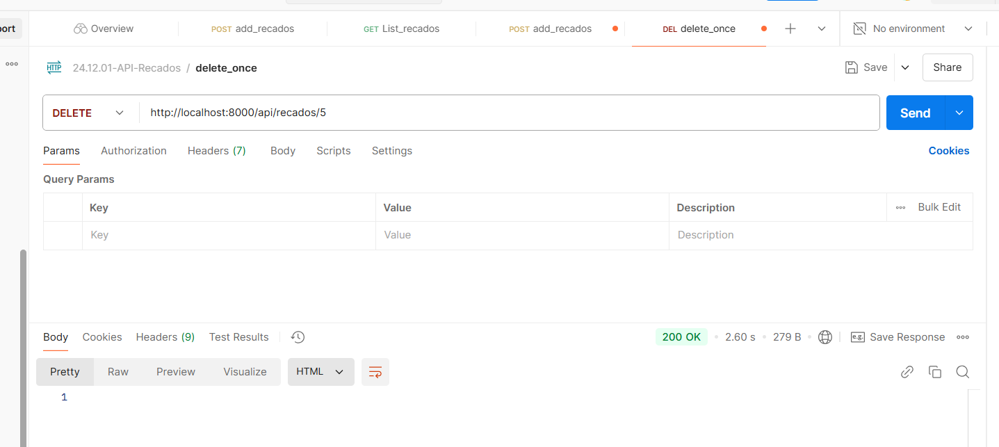 ort
Overview
POST add_recados
GET List_recados
POST add_recados
DEL delete_once
No environment
HTTP 24.12.01-API-Recados / delete_once
Save
Share
DELETE
http://localhost:8000/api/recados/5
Send
Params Authorization Headers (7) Body Scripts Settings
Cookies
Query Params
Key Value Description
Bulk Edit
Key Value Description
Body Cookies Headers (9) Test Results
200 OK • 2.60 s • 279 B •
e.g. Save Response
Pretty Raw Preview Visualize
HTML
1